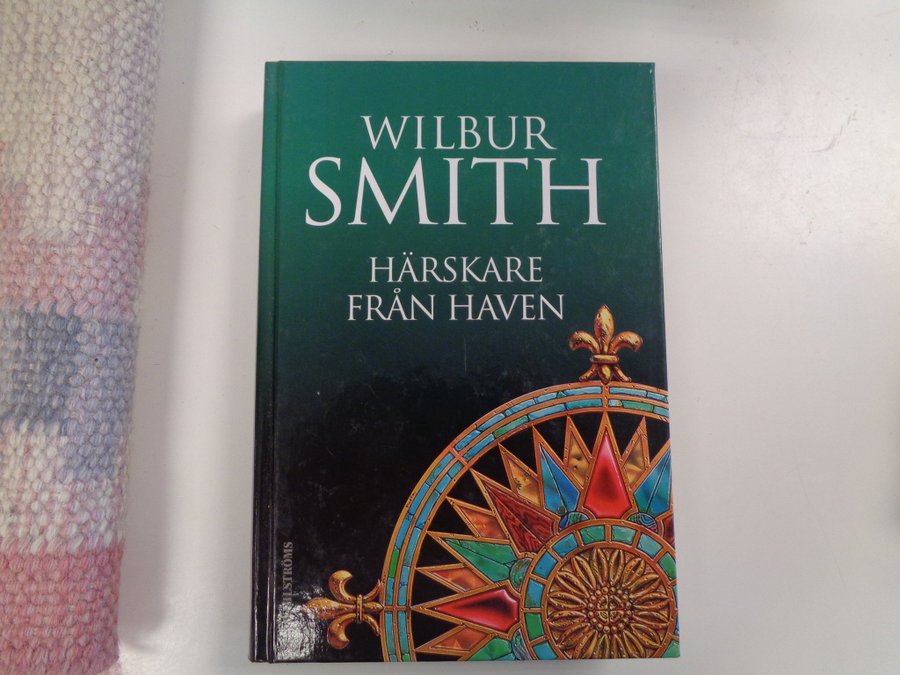 WILBUR
SMITH
HÄRSKARE
FRÅN HAVEN